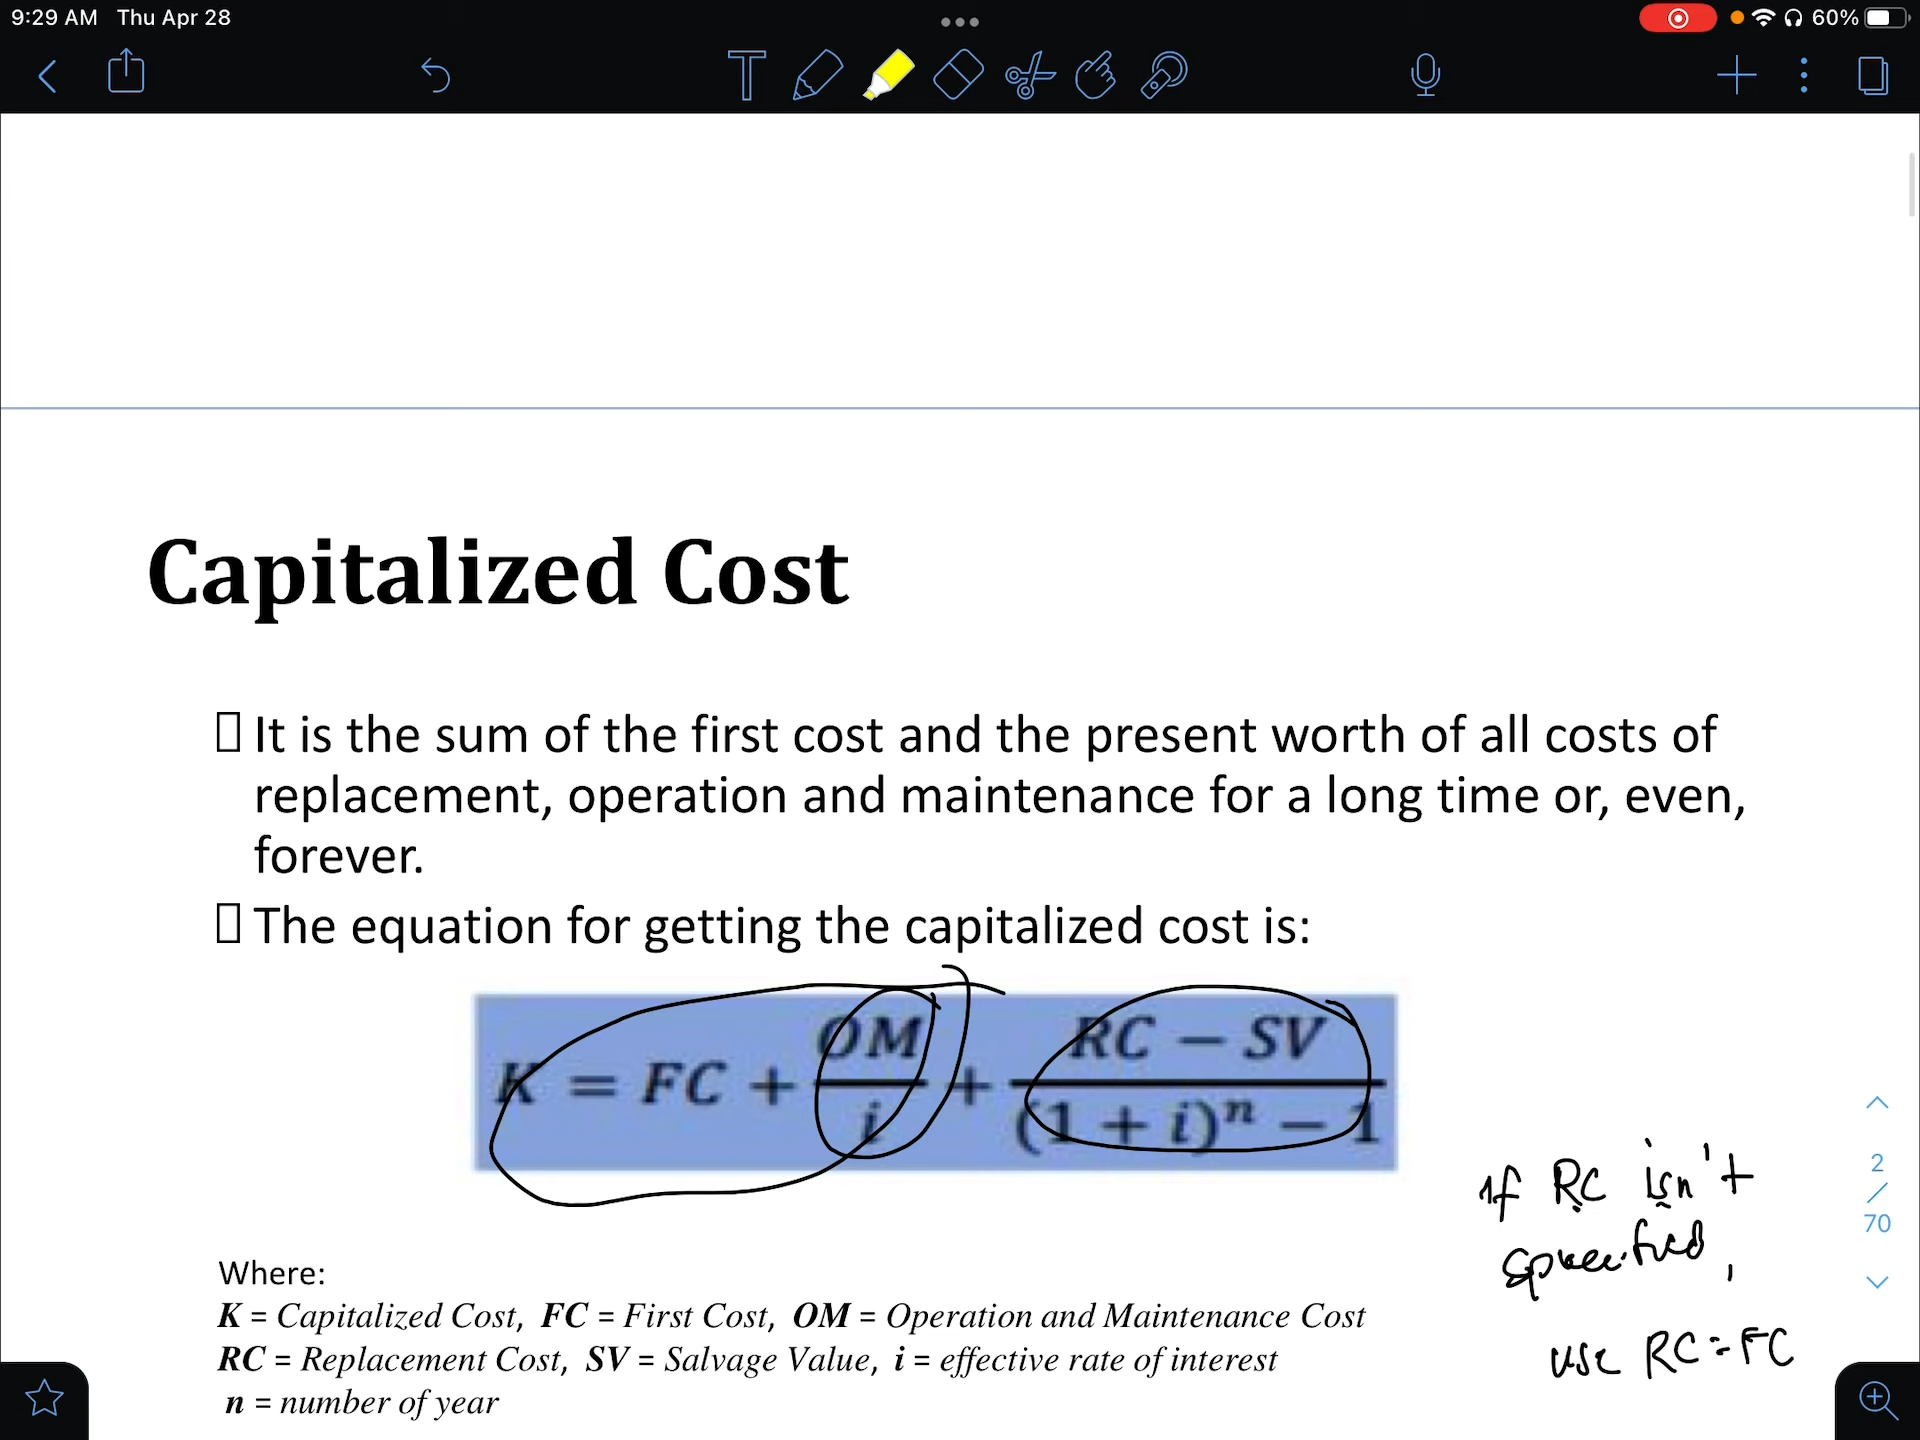 9:29 AM Thu Apr 28
60%
T
Capitalized Cost
It is the sum of the first cost and the present worth of all costs of
replacement, operation and maintenance for a long time or, even,
forever.
The equation for getting the capitalized cost is:
K = FC + OM/i + (RC − SV)/((1 + i)ⁿ − 1)
If RC isn't
specified,
use RC = FC
2
/
70
Where:
K = Capitalized Cost, FC = First Cost, OM = Operation and Maintenance Cost
RC = Replacement Cost, SV = Salvage Value, i = effective rate of interest
n = number of year